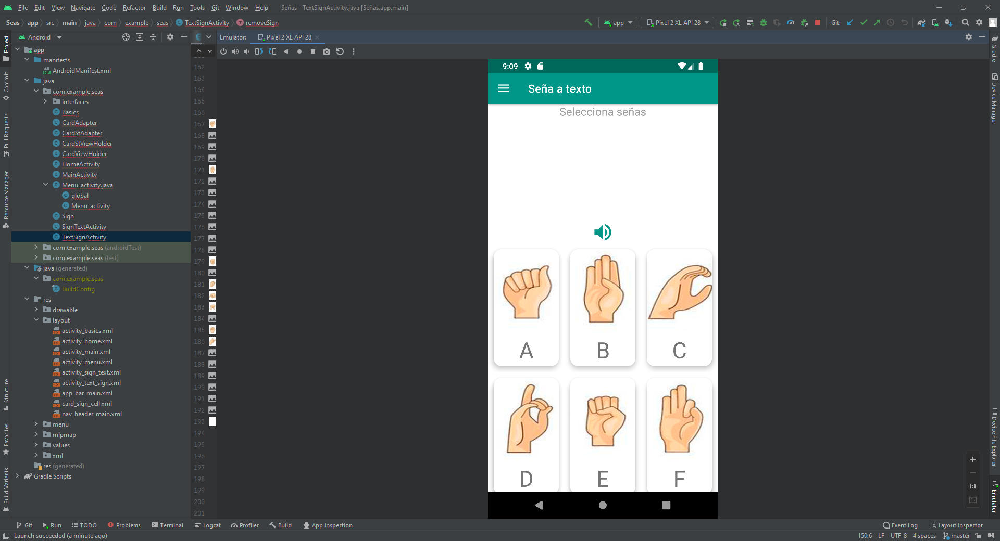 File Edit View Navigate Code Refactor Build Run Tools Git Window Help Señas - TextSignActivity.java [Señas.app.main]
Seas app src main java com example seas TextSignActivity removeSign app Pixel 2 XL API 28 Git:
Android Emulator: Pixel 2 XL API 28
Project
Commit
Pull Requests
Resource Manager
Structure
Favorites
Build Variants
app
manifests
AndroidManifest.xml
java
com.example.seas
interfaces
Basics
CardAdapter
CardStAdapter
CardStViewHolder
CardViewHolder
HomeActivity
MainActivity
Menu_activity.java
global
Menu_activity
Sign
SignTextActivity
TextSignActivity
com.example.seas (androidTest)
com.example.seas (test)
java (generated)
com.example.seas
BuildConfig
res
drawable
layout
activity_basics.xml
activity_home.xml
activity_main.xml
activity_menu.xml
activity_sign_text.xml
activity_text_sign.xml
app_bar_main.xml
card_sign_cell.xml
nav_header_main.xml
menu
mipmap
values
xml
res (generated)
Gradle Scripts
162
163
164
165
166
167
168
169
170
171
172
173
174
175
176
177
178
179
180
181
182
183
184
185
186
187
188
189
190
191
192
193
194
195
196
197
198
199
200
201
9:09
Seña a texto
Selecciona señas
A B C
D E F
Gradle
Device Manager
Device File Explorer
Emulator
1:1
Git Run TODO Problems Terminal Logcat Profiler Build App Inspection Event Log Layout Inspector
Launch succeeded (a minute ago) 150:6 LF UTF-8 4 spaces master